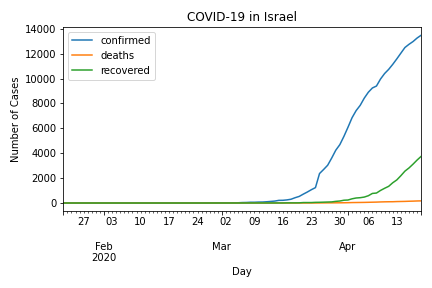 COVID-19 in Israel
confirmed
deaths
recovered
Number of Cases
14000
12000
10000
8000
6000
4000
2000
0
27 03 10 17 24 02 09 16 23 30 06 13
Feb Mar Apr
2020
Day